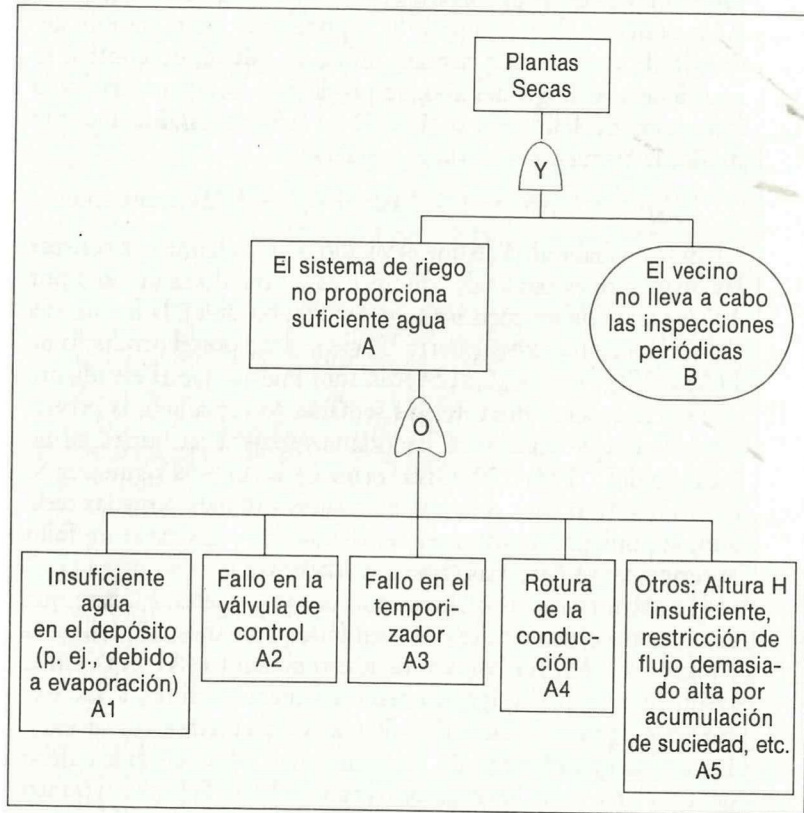 Plantas
Secas
Y
El sistema de riego
no proporciona
suficiente agua
A
El vecino
no lleva a cabo
las inspecciones
periódicas
B
O
Insuficiente
agua
en el depósito
(p. ej., debido
a evaporación)
A1
Fallo en la
válvula de
control
A2
Fallo en el
tempori-
zador
A3
Rotura
de la
conduc-
ción
A4
Otros: Altura H
insuficiente,
restricción de
flujo demasia-
do alta por
acumulación
de suciedad, etc.
A5